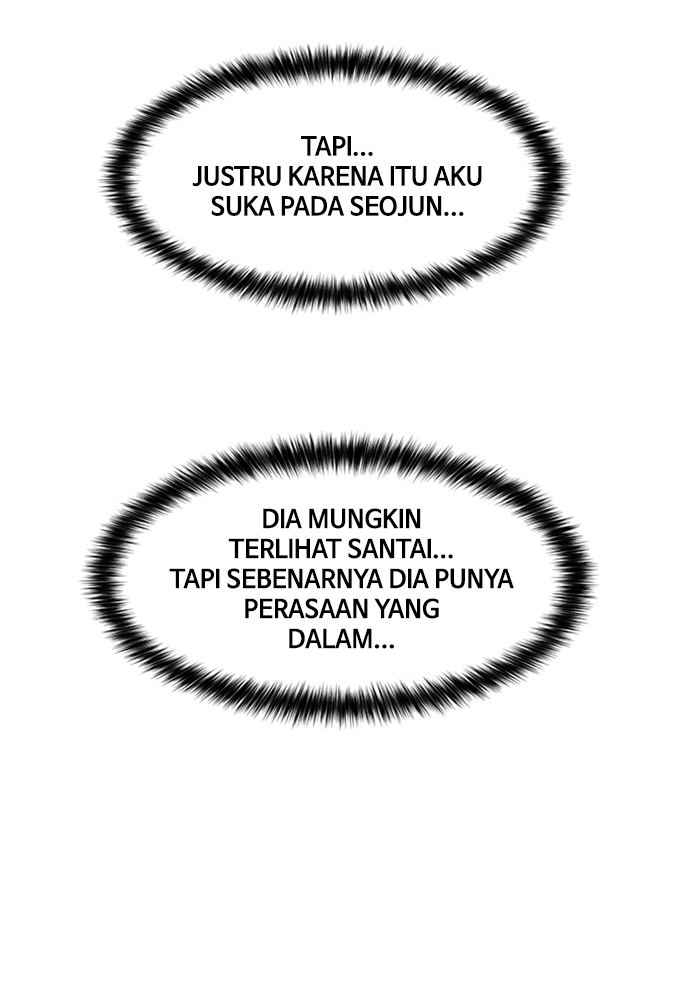 TAPI...
JUSTRU KARENA ITU AKU
SUKA PADA SEOJUN...
DIA MUNGKIN
TERLIHAT SANTAI...
TAPI SEBENARNYA DIA PUNYA
PERASAAN YANG
DALAM...